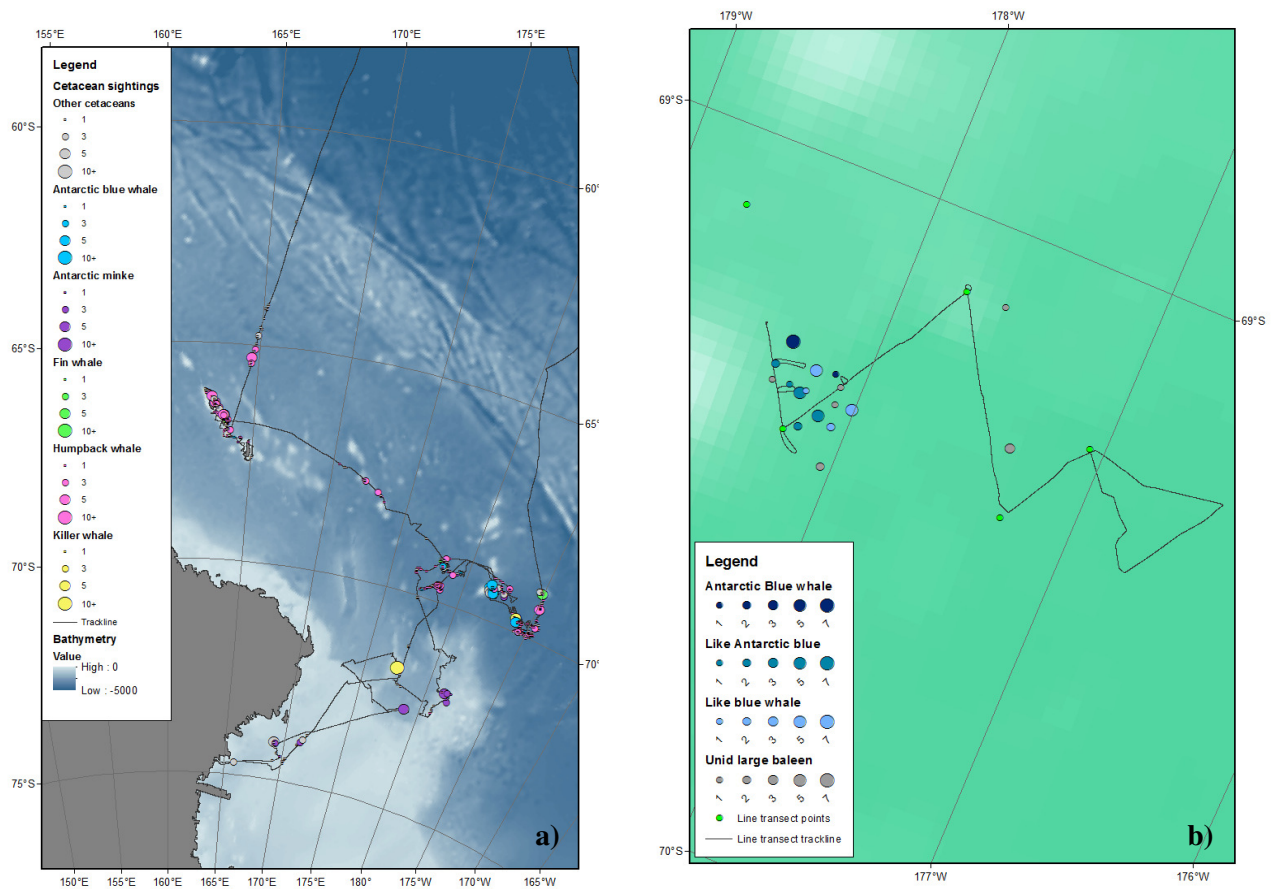 155°E 160°E 165°E 170°E 175°E
60°S
65°S
70°S
75°S
60°
65°
70°
150°E 155°E 160°E 165°E 170°E 175°E 180° 175°W 170°W 165°W
Legend
Cetacean sightings
Other cetaceans
1
3
5
10+
Antarctic blue whale
1
3
5
10+
Antarctic minke
1
3
5
10+
Fin whale
1
3
5
10+
Humpback whale
1
3
5
10+
Killer whale
1
3
5
10+
Trackline
Bathymetry
Value
High : 0
Low : -5000
a)
179°W 178°W
69°S
69°S
70°S
177°W 176°W
Legend
Antarctic Blue whale
1 2 3 5 7
Like Antarctic blue
1 2 3 5 7
Like blue whale
1 2 3 5 7
Unid large baleen
1 2 3 5 7
Line transect points
Line transect trackline
b)